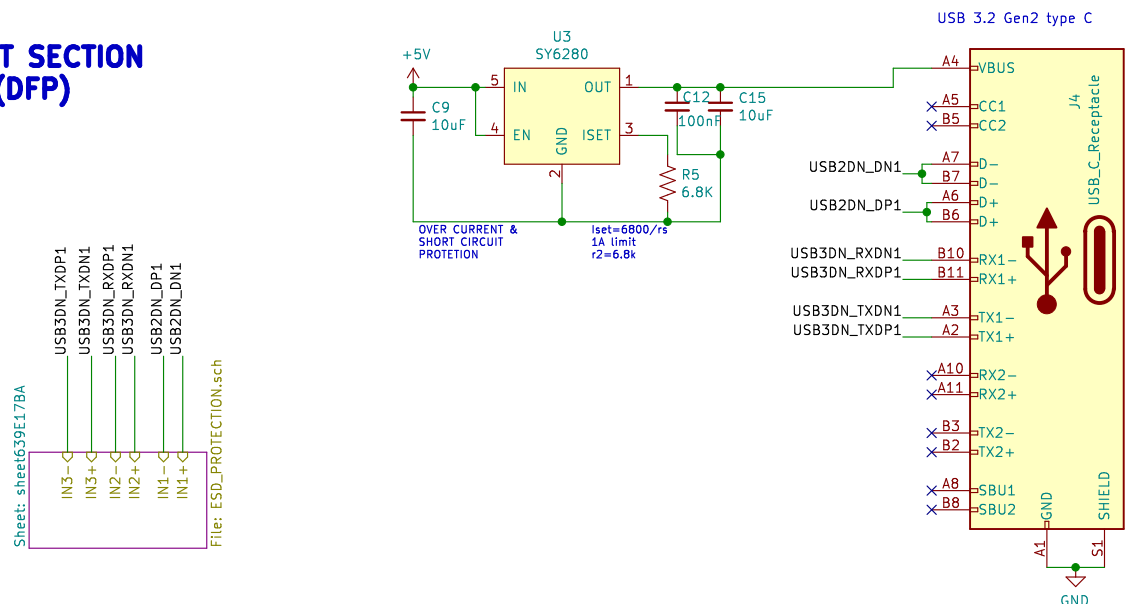 USB 3.2 Gen2 type C
T SECTION
(DFP)
+5V
C9
10uF
U3
SY6280
5
IN
OUT
1
4
EN
ISET
3
GND
2
C12
100nF
C15
10uF
R5
6.8K
OVER CURRENT &
SHORT CIRCUIT
PROTETION
Iset=6800/rs
1A limit
r2=6.8k
J4
USB_C_Receptacle
A4
VBUS
A5
CC1
B5
CC2
USB2DN_DN1
A7
D-
B7
D-
USB2DN_DP1
A6
D+
B6
D+
USB3DN_RXDN1
B10
RX1-
USB3DN_RXDP1
B11
RX1+
USB3DN_TXDN1
A3
TX1-
USB3DN_TXDP1
A2
TX1+
A10
RX2-
A11
RX2+
B3
TX2-
B2
TX2+
A8
SBU1
B8
SBU2
GND
SHIELD
A1
S1
GND
USB3DN_TXDP1
USB3DN_TXDN1
USB3DN_RXDP1
USB3DN_RXDN1
USB2DN_DP1
USB2DN_DN1
IN3-
IN3+
IN2-
IN2+
IN1-
IN1+
Sheet: sheet639E17BA
File: ESD_PROTECTION.sch